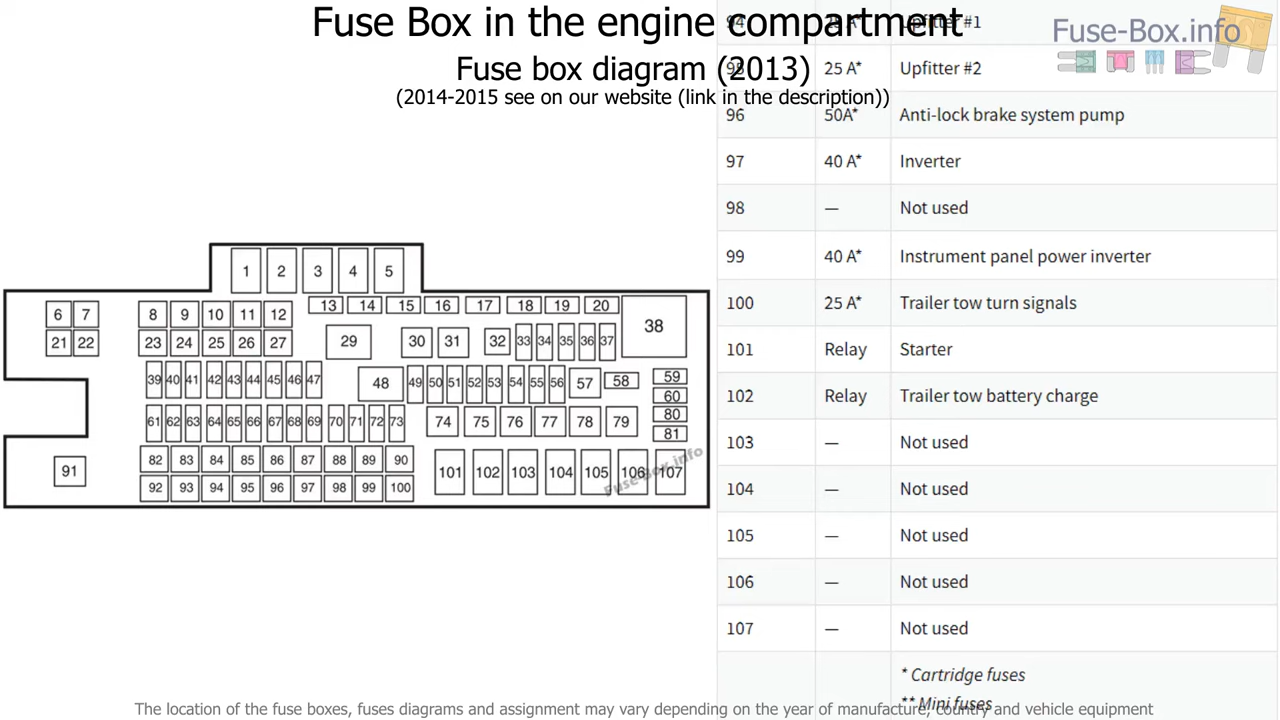 Fuse Box in the engine compartment
Fuse box diagram (2013)
(2014-2015 see on our website (link in the description))
Fuse-Box.info
94 A* Upfitter #1
25 A* Upfitter #2
96 50A* Anti-lock brake system pump
97 40 A* Inverter
98 — Not used
99 40 A* Instrument panel power inverter
100 25 A* Trailer tow turn signals
101 Relay Starter
102 Relay Trailer tow battery charge
103 — Not used
104 — Not used
105 — Not used
106 — Not used
107 — Not used
* Cartridge fuses
** Mini fuses
1 2 3 4 5
6 7 8 9 10 11 12 13 14 15 16 17 18 19 20
21 22 23 24 25 26 27 29 30 31 32 33 34 35 36 37 38
39 40 41 42 43 44 45 46 47 48 49 50 51 52 53 54 55 56 57 58 59
60
61 62 63 64 65 66 67 68 69 70 71 72 73 74 75 76 77 78 79 80
81
82 83 84 85 86 87 88 89 90
91 92 93 94 95 96 97 98 99 100 101 102 103 104 105 106 107
Fuse-Box.info
The location of the fuse boxes, fuses diagrams and assignment may vary depending on the year of manufacture, country and vehicle equipment